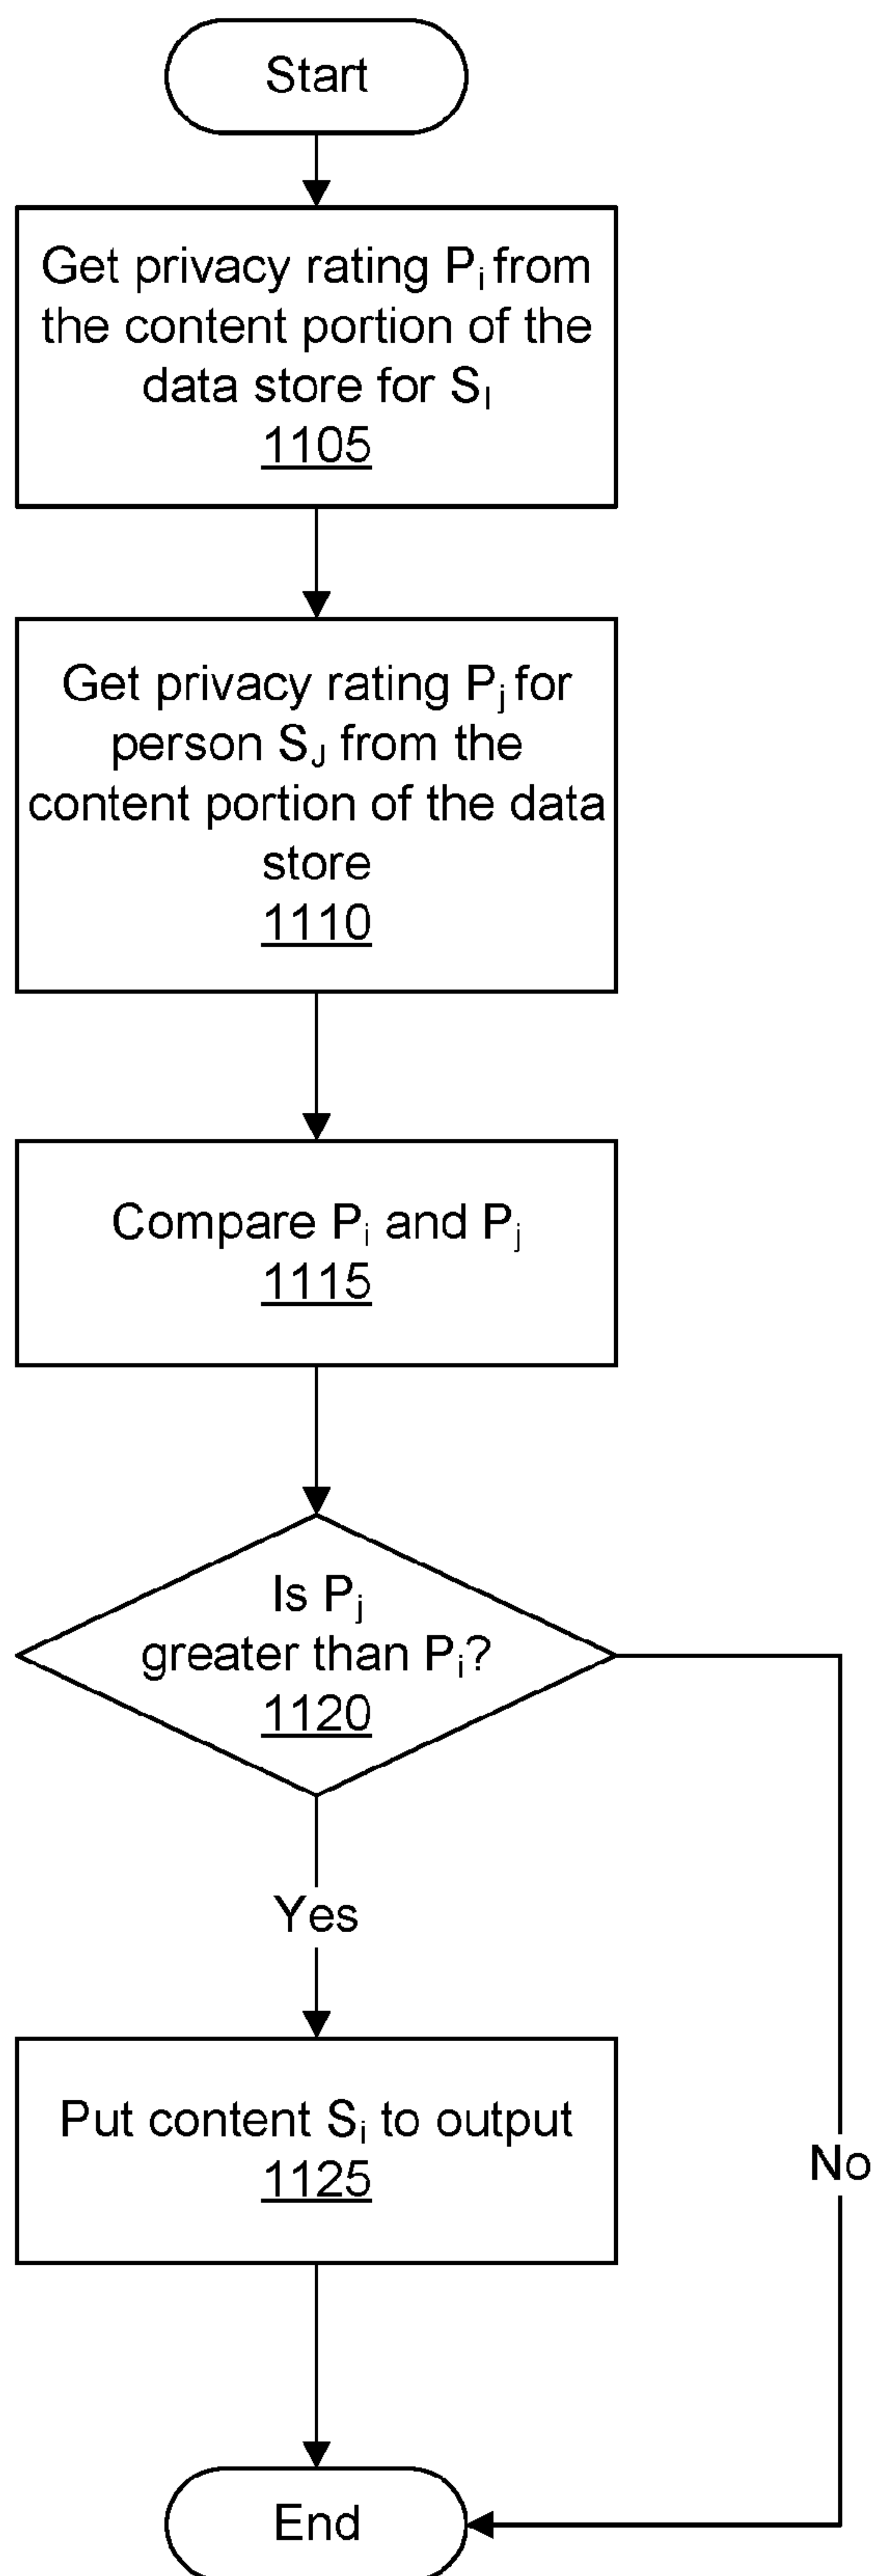 Start
Get privacy rating Pᵢ from
the content portion of the
data store for S_I
1105
Get privacy rating Pⱼ for
person S_J from the
content portion of the data
store
1110
Compare Pᵢ and Pⱼ
1115
Is Pⱼ
greater than Pᵢ?
1120
Yes
Put content Sᵢ to output
1125
No
End